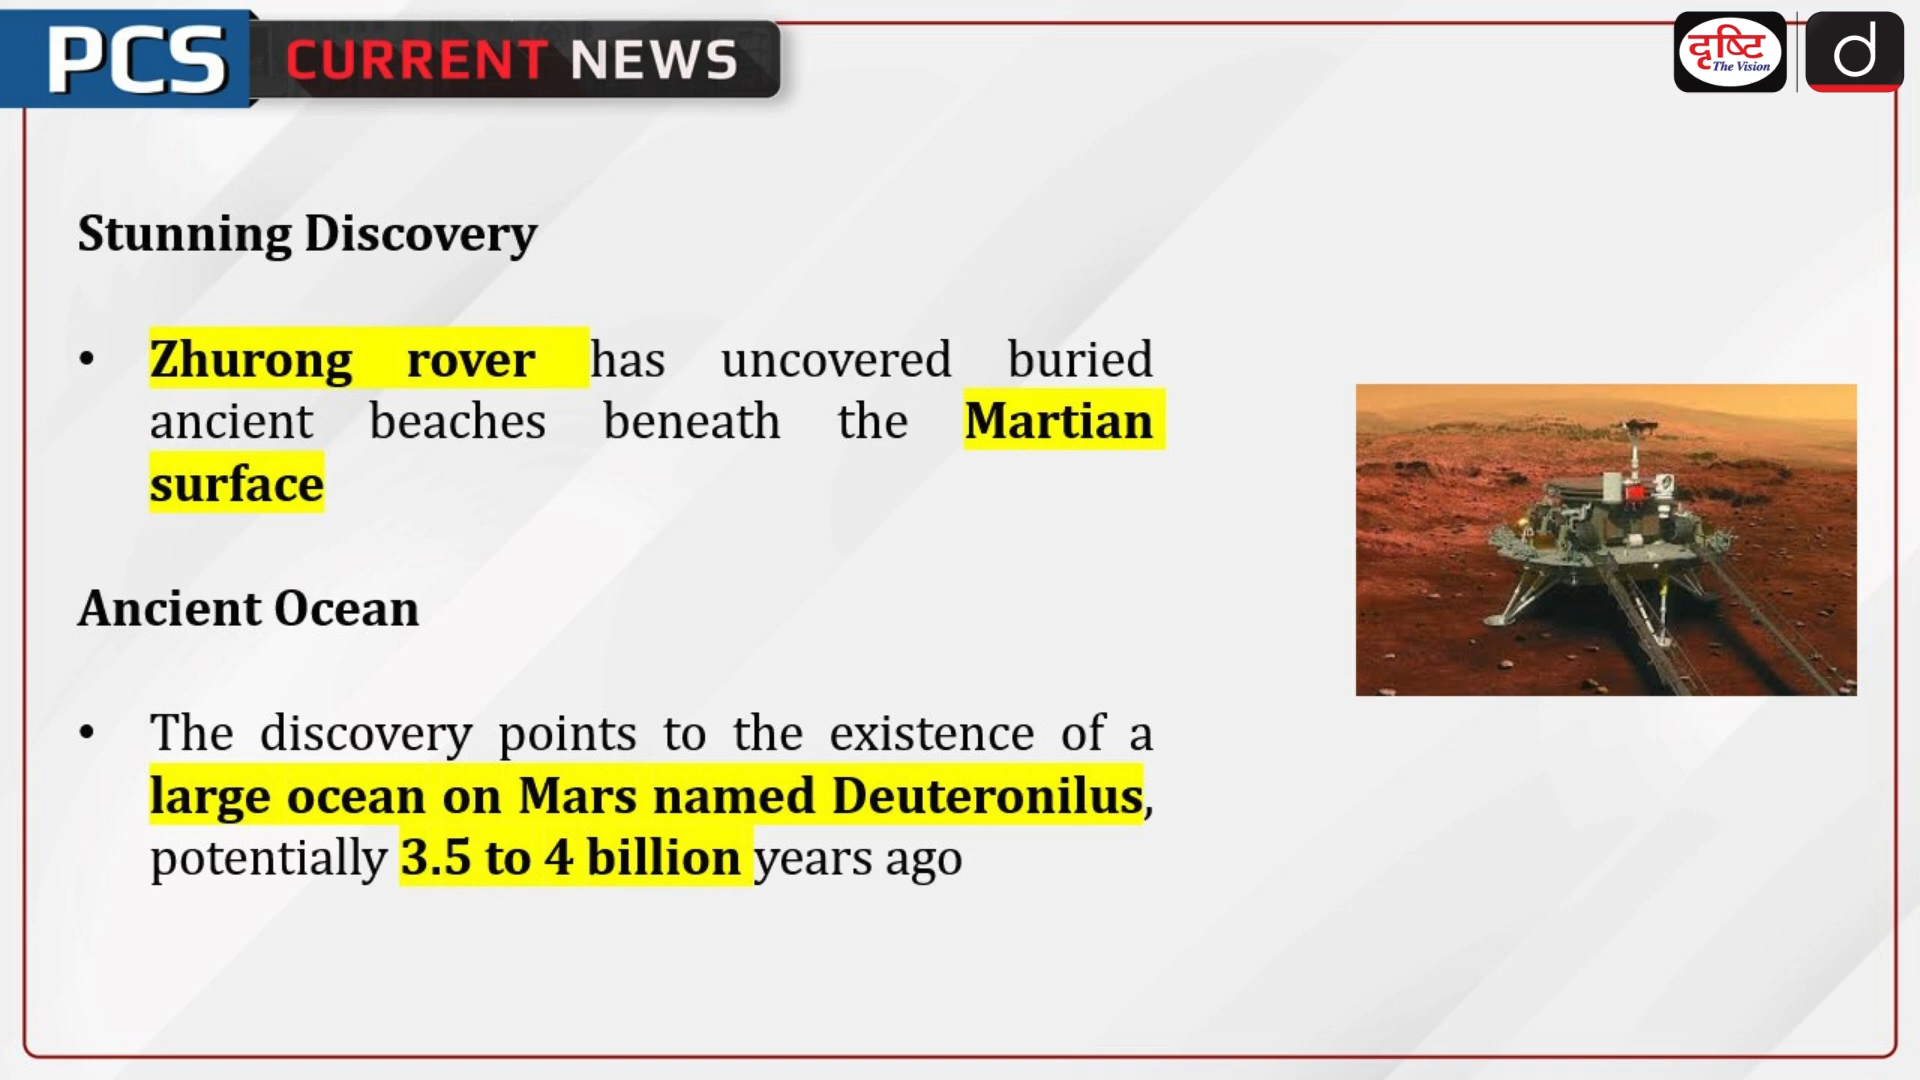 PCS CURRENT NEWS
दृष्टि
The Vision
d
Stunning Discovery
• Zhurong rover has uncovered buried
ancient beaches beneath the Martian
surface
Ancient Ocean
• The discovery points to the existence of a
large ocean on Mars named Deuteronilus,
potentially 3.5 to 4 billion years ago